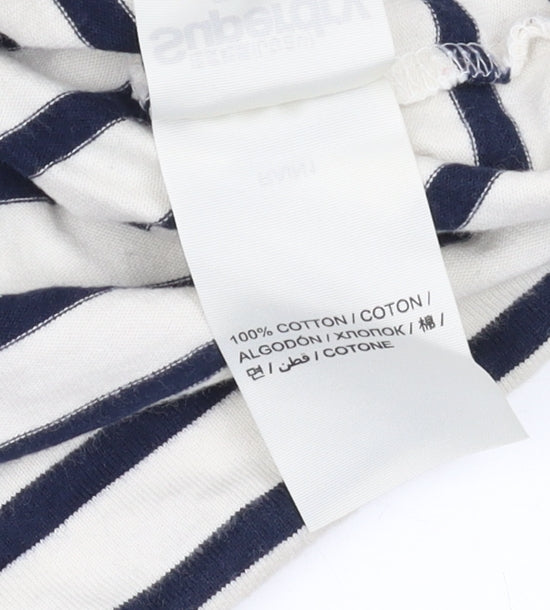 100% COTTON / COTON /
ALGODÓN / ХЛОПОК / 棉 /
면 / قطن / COTONE